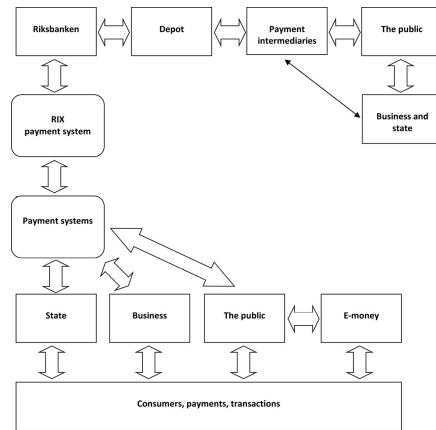 Riksbanken
Depot
Payment
intermediaries
The public
Business and
state
RIX
payment system
Payment systems
State
Business
The public
E-money
Consumers, payments, transactions